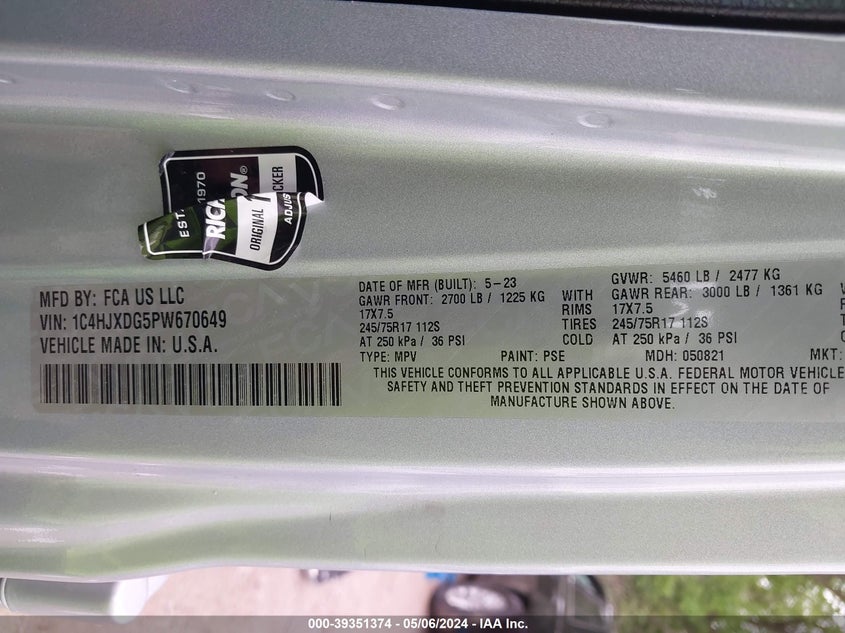 EST. 1970
ORIGINAL
ADJUS
MFD BY: FCA US LLC
VIN: 1C4HJXDG5PW670649
VEHICLE MADE IN: U.S.A.
DATE OF MFR (BUILT): 5-23 GVWR: 5460 LB / 2477 KG
GAWR FRONT: 2700 LB / 1225 KG WITH GAWR REAR: 3000 LB / 1361 KG
17X7.5 RIMS 17X7.5
245/75R17 112S TIRES 245/75R17 112S
AT 250 kPa / 36 PSI COLD AT 250 kPa / 36 PSI
TYPE: MPV PAINT: PSE MDH: 050821 MKT:
THIS VEHICLE CONFORMS TO ALL APPLICABLE U.S.A. FEDERAL MOTOR VEHICLE
SAFETY AND THEFT PREVENTION STANDARDS IN EFFECT ON THE DATE OF
MANUFACTURE SHOWN ABOVE.
000-39351374 - 05/06/2024 - IAA Inc.